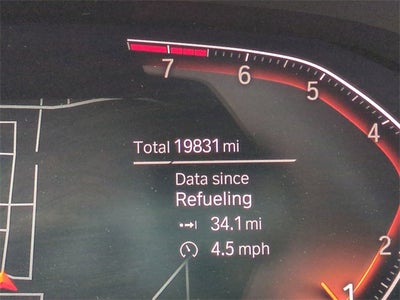 7
6
5
4
Total 19831 mi
Data since
Refueling
34.1 mi
2
4.5 mph
1